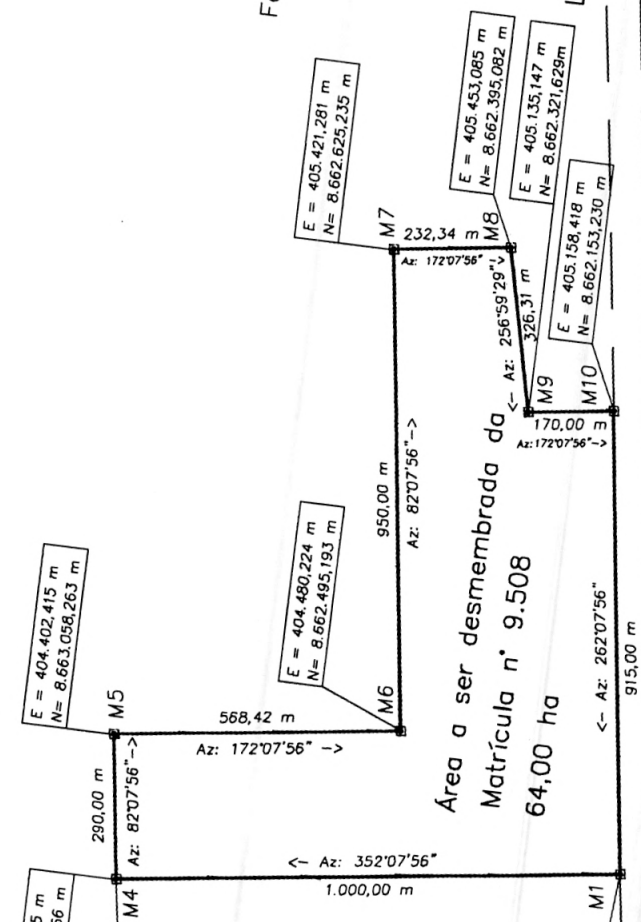 Fo
L
E = 405.421,281 m
N= 8.662.625,235 m
E = 405.453,085 m
N= 8.662.395,082 m
E = 405.135,147 m
N= 8.662.321,629m
E = 405.158,418 m
N= 8.662.153,230 m
M7
232,34 m
M8
Az: 172°07'56"
<– Az: 256°59'29"
326,31 m
M9
M10
170,00 m
Az:172°07'56"–>
950,00 m
Az: 82°07'56"–>
E = 404.480,224 m
N= 8.662.495,193 m
E = 404.402,415 m
N= 8.663.058,263 m
M5
M6
568,42 m
Az: 172°07'56" –>
290,00 m
Az: 82°07'56"–>
Área a ser desmembrada da
Matrícula n° 9.508
64,00 ha
<– Az: 262°07'56"
915,00 m
<– Az: 352°07'56"
1.000,00 m
M4
M1
5 m
66 m